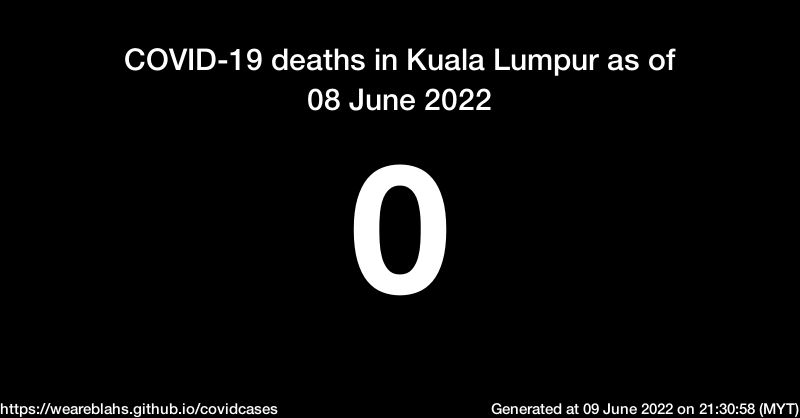 COVID-19 deaths in Kuala Lumpur as of
08 June 2022
0
https://weareblahs.github.io/covidcases
Generated at 09 June 2022 on 21:30:58 (MYT)